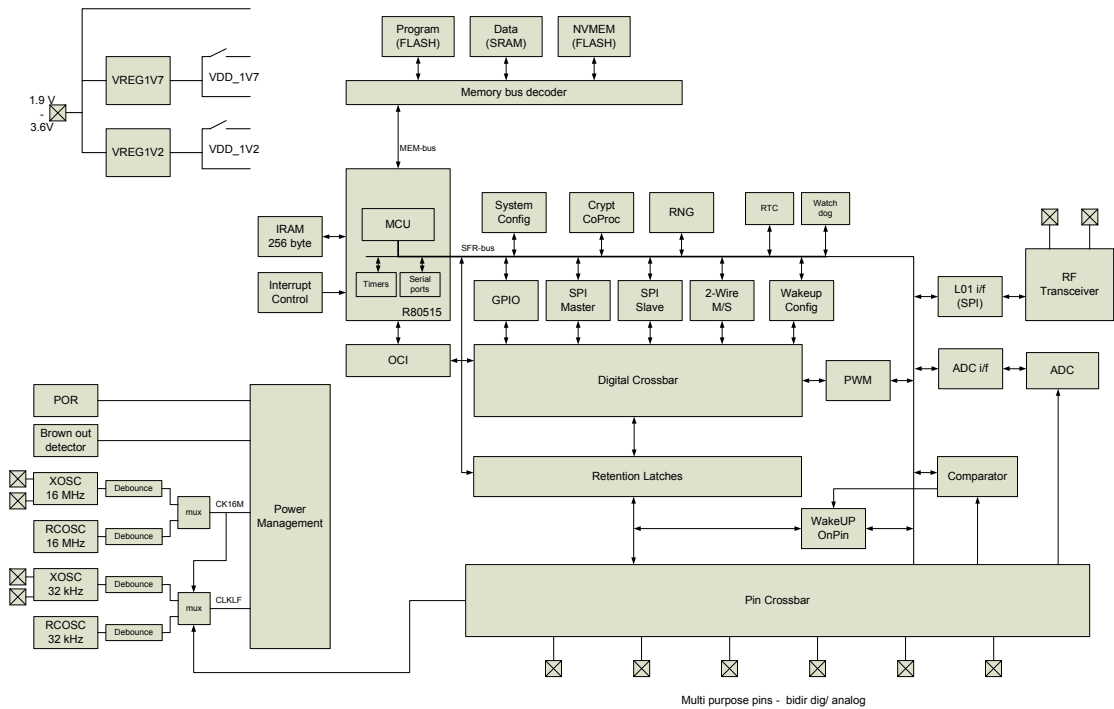 Program
(FLASH)
Data
(SRAM)
NVMEM
(FLASH)
Memory bus decoder
MEM-bus
VREG1V7
VDD_1V7
1.9 V
-
3.6V
VREG1V2
VDD_1V2
IRAM
256 byte
Interrupt
Control
MCU
Timers
Serial
ports
R80515
SFR-bus
System
Config
Crypt
CoProc
RNG
RTC
Watch
dog
GPIO
SPI
Master
SPI
Slave
2-Wire
M/S
Wakeup
Config
L01 i/f
(SPI)
RF
Transceiver
OCI
Digital Crossbar
PWM
ADC i/f
ADC
POR
Brown out
detector
XOSC
16 MHz
Debounce
RCOSC
16 MHz
Debounce
mux
CK16M
XOSC
32 kHz
Debounce
RCOSC
32 kHz
Debounce
mux
CLKLF
Power
Management
Retention Latches
Comparator
WakeUP
OnPin
Pin Crossbar
Multi purpose pins - bidir dig/ analog